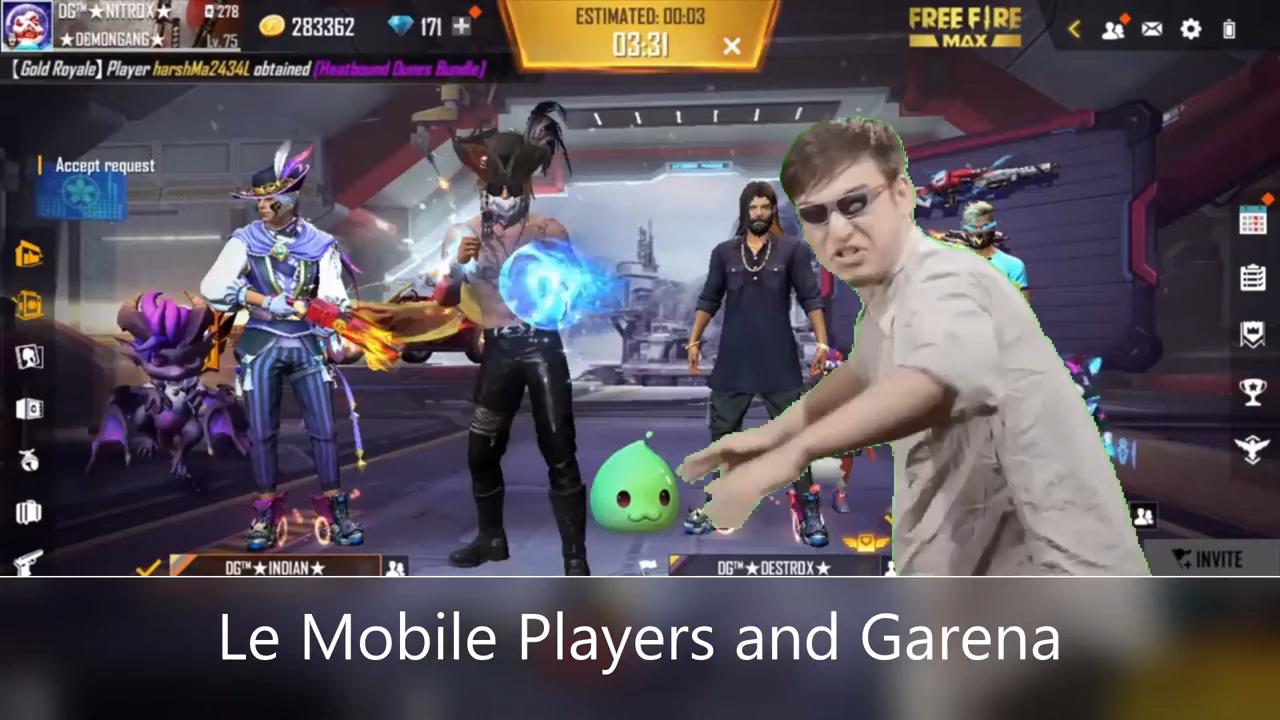 DG™★NITROX★
278
283362
171
ESTIMATED: 00:03
FREE FIRE
MAX
★DEMONGANG★
Lv. 75
03:31
[Gold Royale] Player harshMa2434L obtained [Heatbound Dunes Bundle]
Accept request
81
DG™★INDIAN★
DG™★DESTROX★
INVITE
Le Mobile Players and Garena